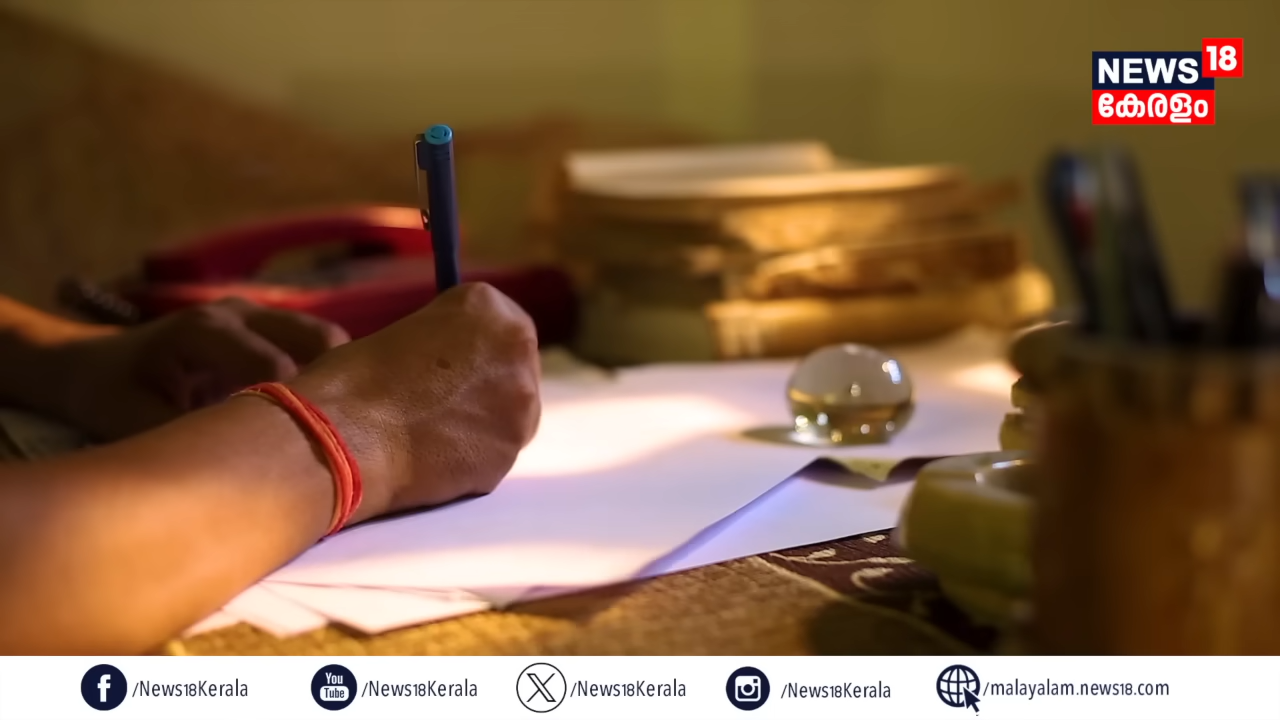 NEWS 18
കേരളം
/News18Kerala
You
Tube /News18Kerala
/News18Kerala
/News18Kerala
/malayalam.news18.com